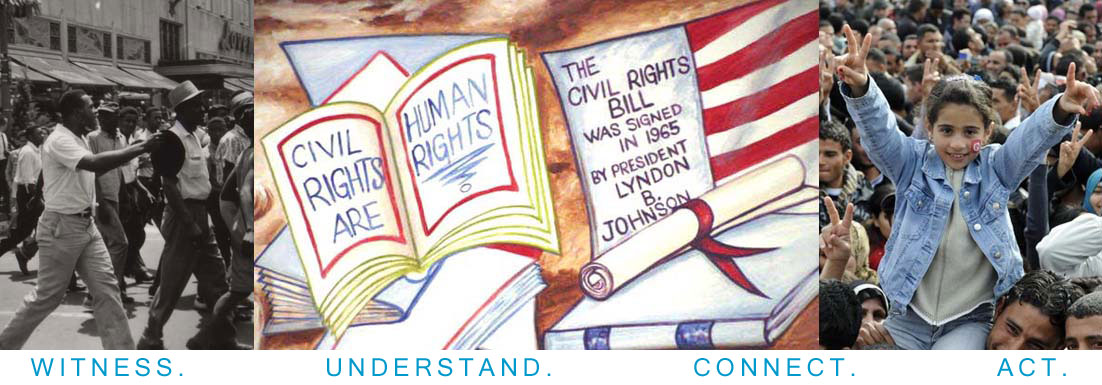 CIVIL
RIGHTS
ARE
HUMAN
RIGHTS
THE
CIVIL RIGHTS
BILL
WAS SIGNED
IN 1965
BY PRESIDENT
LYNDON
B.
JOHNSON
WITNESS. UNDERSTAND. CONNECT. ACT.